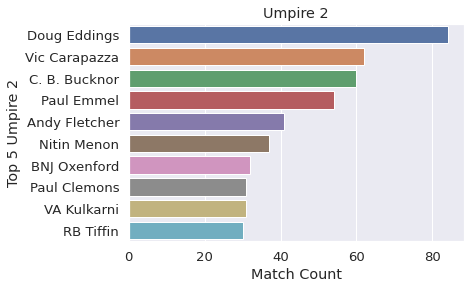 Umpire 2
Top 5 Umpire 2
Doug Eddings
Vic Carapazza
C. B. Bucknor
Paul Emmel
Andy Fletcher
Nitin Menon
BNJ Oxenford
Paul Clemons
VA Kulkarni
RB Tiffin
0 20 40 60 80
Match Count